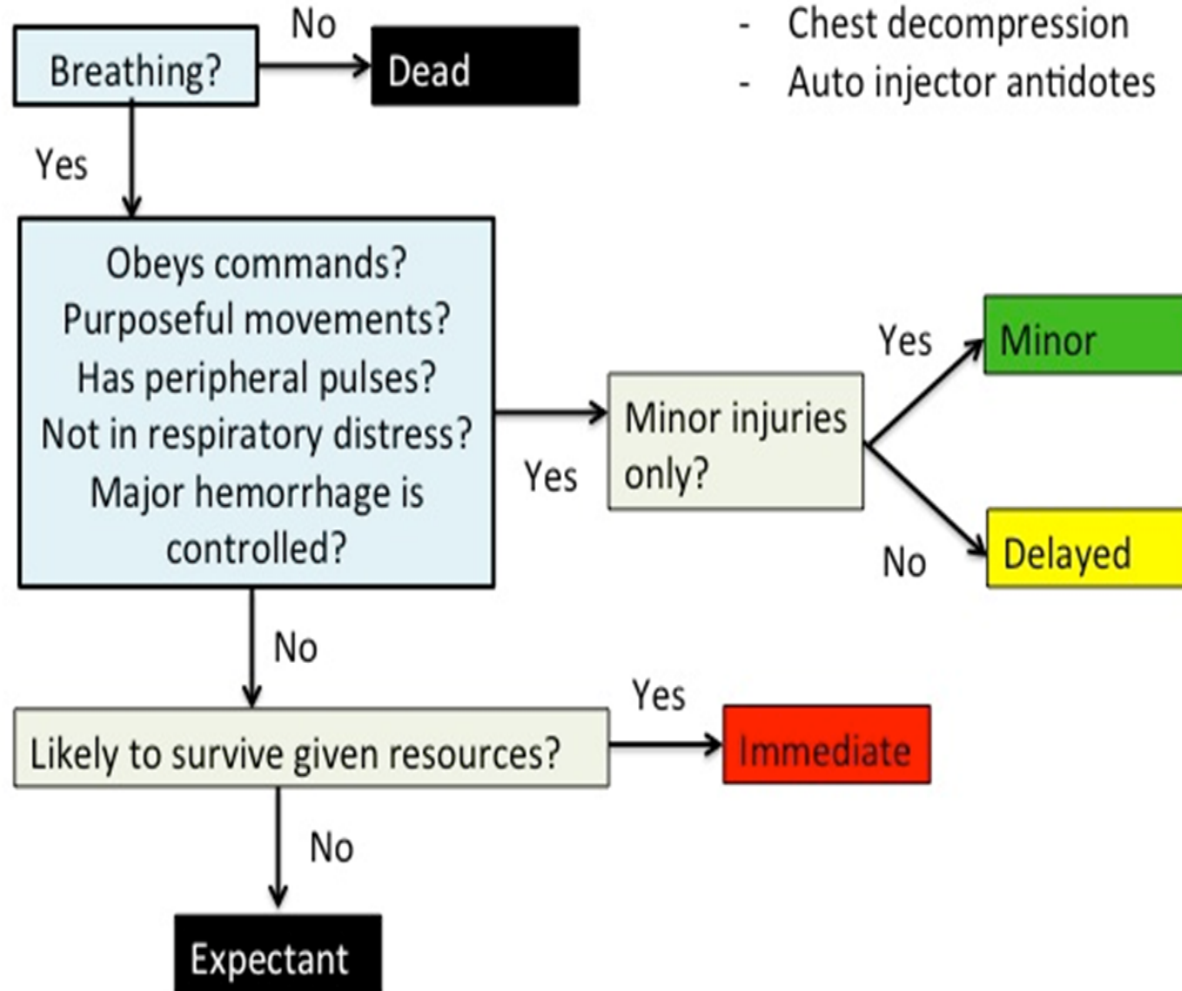 No
- Chest decompression
Breathing?
Dead
- Auto injector antidotes
Yes
Obeys commands?
Purposeful movements?
Has peripheral pulses?
Not in respiratory distress?
Major hemorrhage is
controlled?
Yes
Minor injuries
only?
Yes
Minor
No
Delayed
No
Likely to survive given resources?
Yes
Immediate
No
Expectant